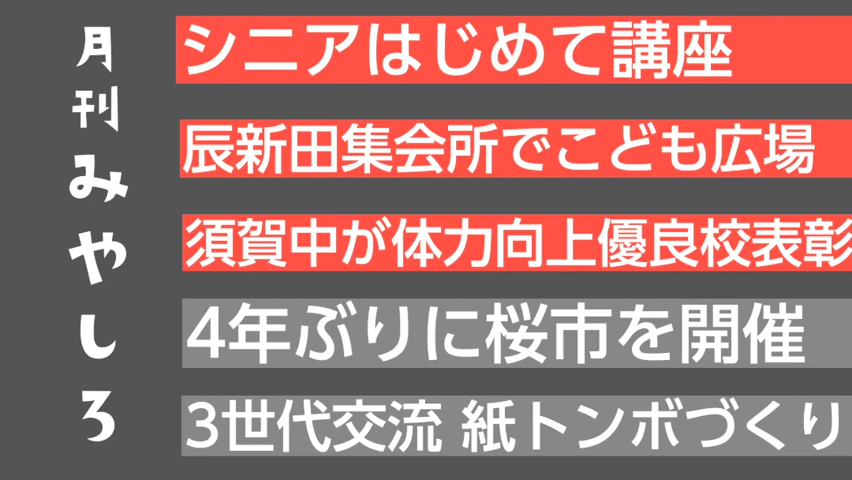 月刊みやしろ
シニアはじめて講座
辰新田集会所でこども広場
須賀中が体力向上優良校表彰
4年ぶりに桜市を開催
3世代交流 紙トンボづくり